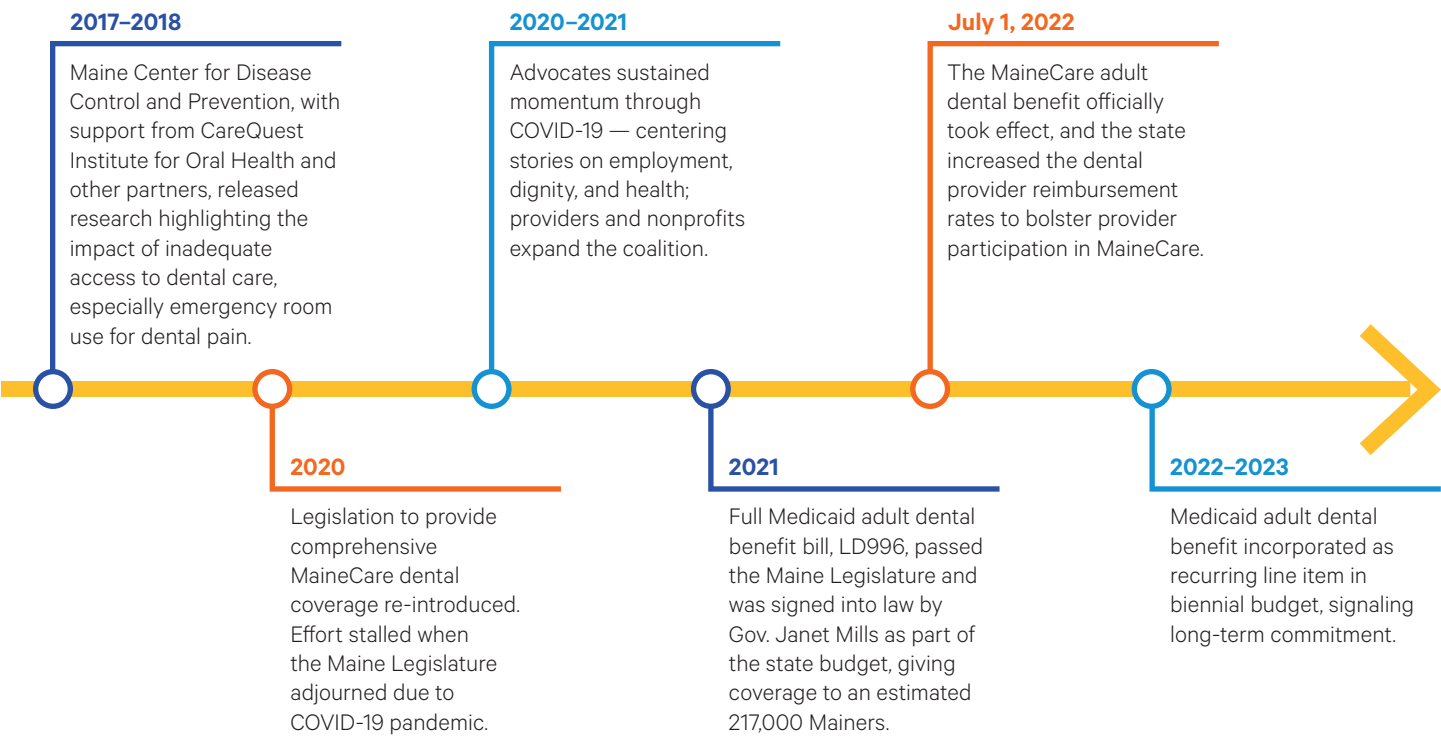 2017–2018
Maine Center for Disease
Control and Prevention, with
support from CareQuest
Institute for Oral Health and
other partners, released
research highlighting the
impact of inadequate
access to dental care,
especially emergency room
use for dental pain.
2020
Legislation to provide
comprehensive
MaineCare dental
coverage re-introduced.
Effort stalled when
the Maine Legislature
adjourned due to
COVID-19 pandemic.
2020–2021
Advocates sustained
momentum through
COVID-19 — centering
stories on employment,
dignity, and health;
providers and nonprofits
expand the coalition.
2021
Full Medicaid adult dental
benefit bill, LD996, passed
the Maine Legislature and
was signed into law by
Gov. Janet Mills as part of
the state budget, giving
coverage to an estimated
217,000 Mainers.
July 1, 2022
The MaineCare adult
dental benefit officially
took effect, and the state
increased the dental
provider reimbursement
rates to bolster provider
participation in MaineCare.
2022–2023
Medicaid adult dental
benefit incorporated as
recurring line item in
biennial budget, signaling
long-term commitment.